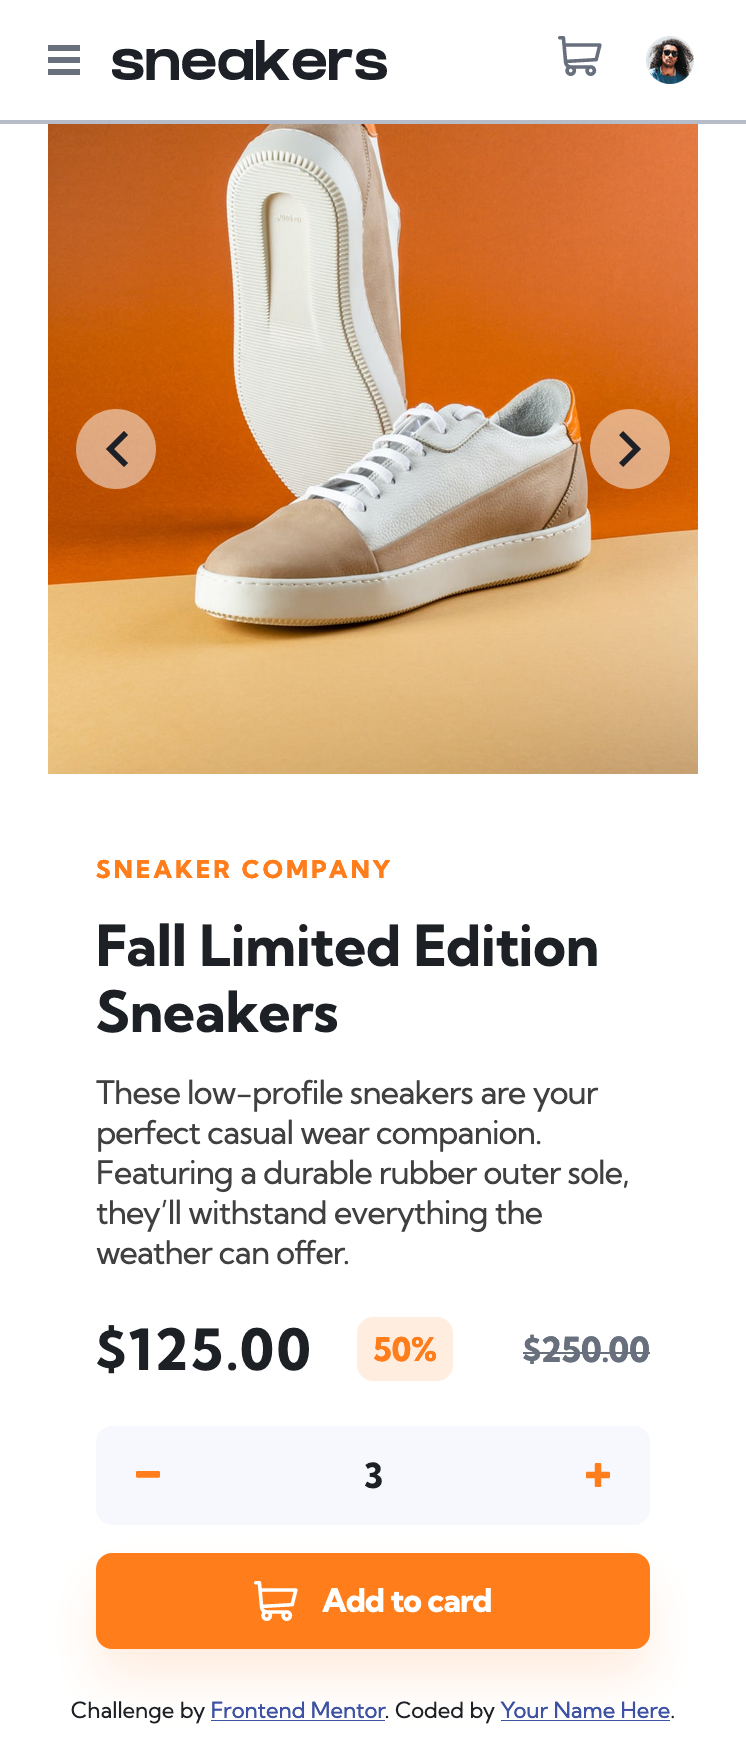 sneakers
SNEAKER COMPANY
Fall Limited Edition
Sneakers
These low-profile sneakers are your
perfect casual wear companion.
Featuring a durable rubber outer sole,
they’ll withstand everything the
weather can offer.
$125.00 50% $250.00
− 3 +
Add to card
Challenge by Frontend Mentor. Coded by Your Name Here.